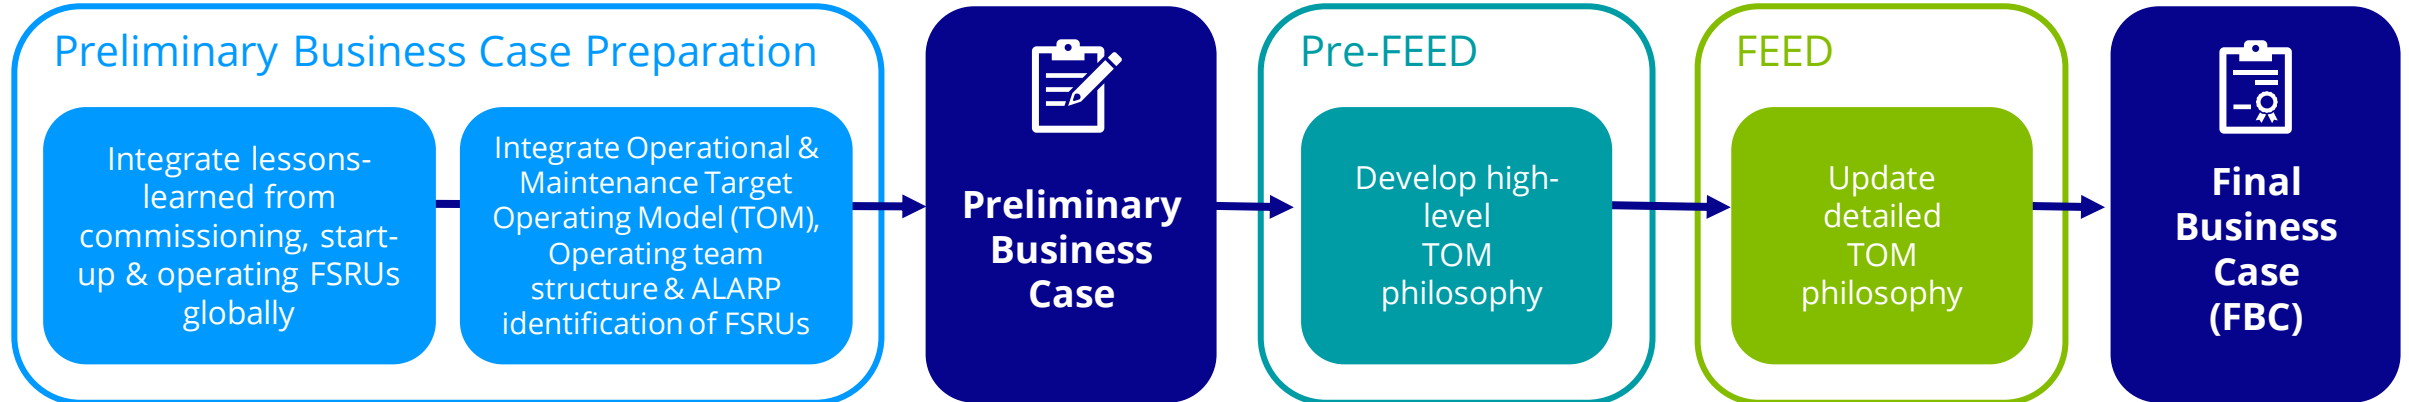 Preliminary Business Case Preparation
Integrate lessons-
learned from
commissioning, start-
up & operating FSRUs
globally
Integrate Operational &
Maintenance Target
Operating Model (TOM),
Operating team
structure & ALARP
identification of FSRUs
Preliminary
Business
Case
Pre-FEED
Develop high-
level
TOM
philosophy
FEED
Update
detailed
TOM
philosophy
Final
Business
Case
(FBC)